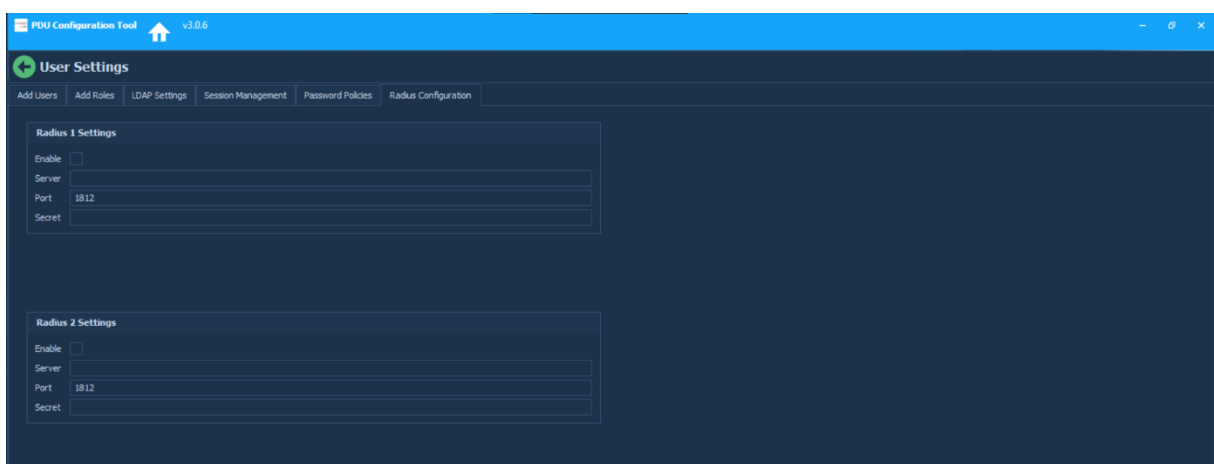 PDU Configuration Tool v3.0.6
User Settings
Add Users Add Roles LDAP Settings Session Management Password Policies Radius Configuration
Radius 1 Settings
Enable
Server
Port 1812
Secret
Radius 2 Settings
Enable
Server
Port 1812
Secret